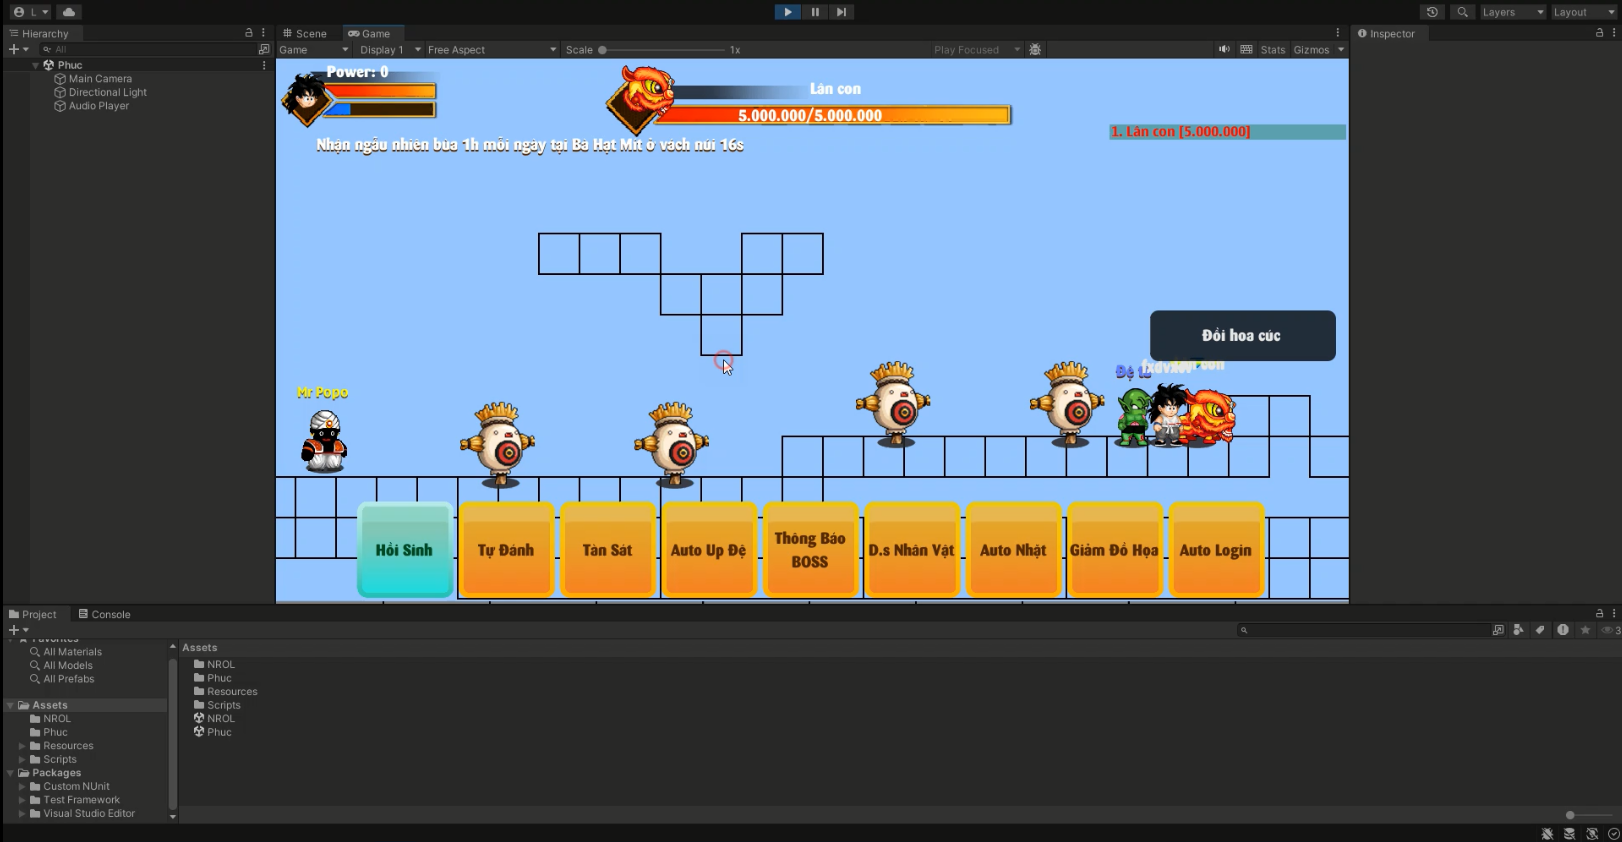 L
Layers
Layout
Hierarchy
Scene
Game
Inspector
All
Game
Display 1
Free Aspect
Scale
1x
Play Focused
Stats
Gizmos
Phuc
Main Camera
Directional Light
Audio Player
Power: 0
Lân con
5.000.000/5.000.000
1. Lân con [5.000.000]
Nhận ngẫu nhiên bùa 1h mỗi ngày tại Bà Hạt Mít ở vách núi 16s
Đổi hoa cúc
Mr Popo
Hồi Sinh
Tự Đánh
Tàn Sát
Auto Up Đệ
Thông Báo
BOSS
D.s Nhân Vật
Auto Nhặt
Giảm Đồ Họa
Auto Login
Project
Console
3
Favorites
All Materials
All Models
All Prefabs
Assets
NROL
Phuc
Resources
Scripts
Packages
Custom NUnit
Test Framework
Visual Studio Editor
Assets
NROL
Phuc
Resources
Scripts
NROL
Phuc